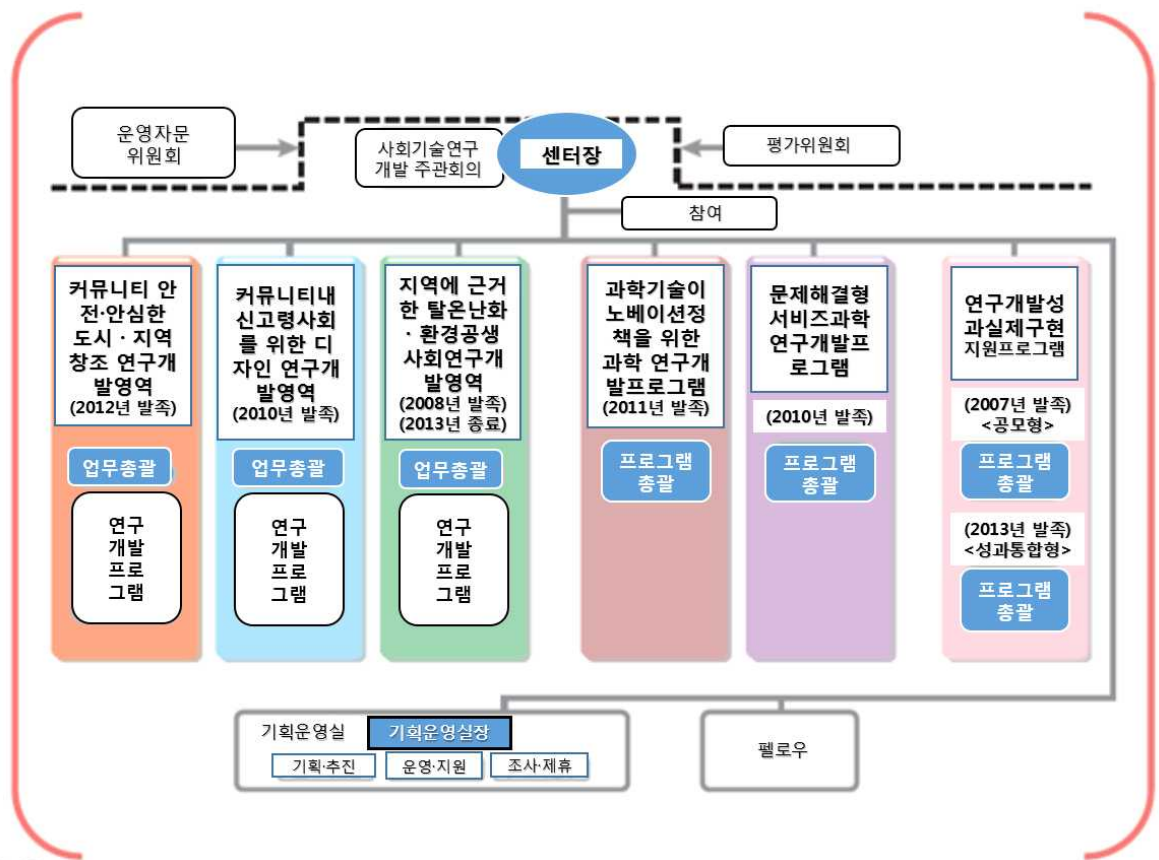 운영자문
위원회
사회기술연구
개발 주관회의
센터장
평가위원회
참여
커뮤니티 안
전·안심한
도시·지역
창조 연구개
발영역
(2012년 발족)
업무총괄
연구
개발
프로
그램
커뮤니티내
신고령사회
를 위한 디
자인 연구개
발영역
(2010년 발족)
업무총괄
연구
개발
프로
그램
지역에 근거
한 탈온난화
·환경공생
사회연구개
발영역
(2008년 발족)
(2013년 종료)
업무총괄
연구
개발
프로
그램
과학기술이
노베이션정
책을 위한
과학 연구개
발프로그램
(2011년 발족)
프로그램
총괄
문제해결형
서비즈과학
연구개발프
로그램
(2010년 발족)
프로그램
총괄
연구개발성
과실제구현
지원프로그램
(2007년 발족)
<공모형>
프로그램
총괄
(2013년 발족)
<성과통합형>
프로그램
총괄
기획운영실
기획운영실장
기획·추진
운영·지원
조사·제휴
펠로우